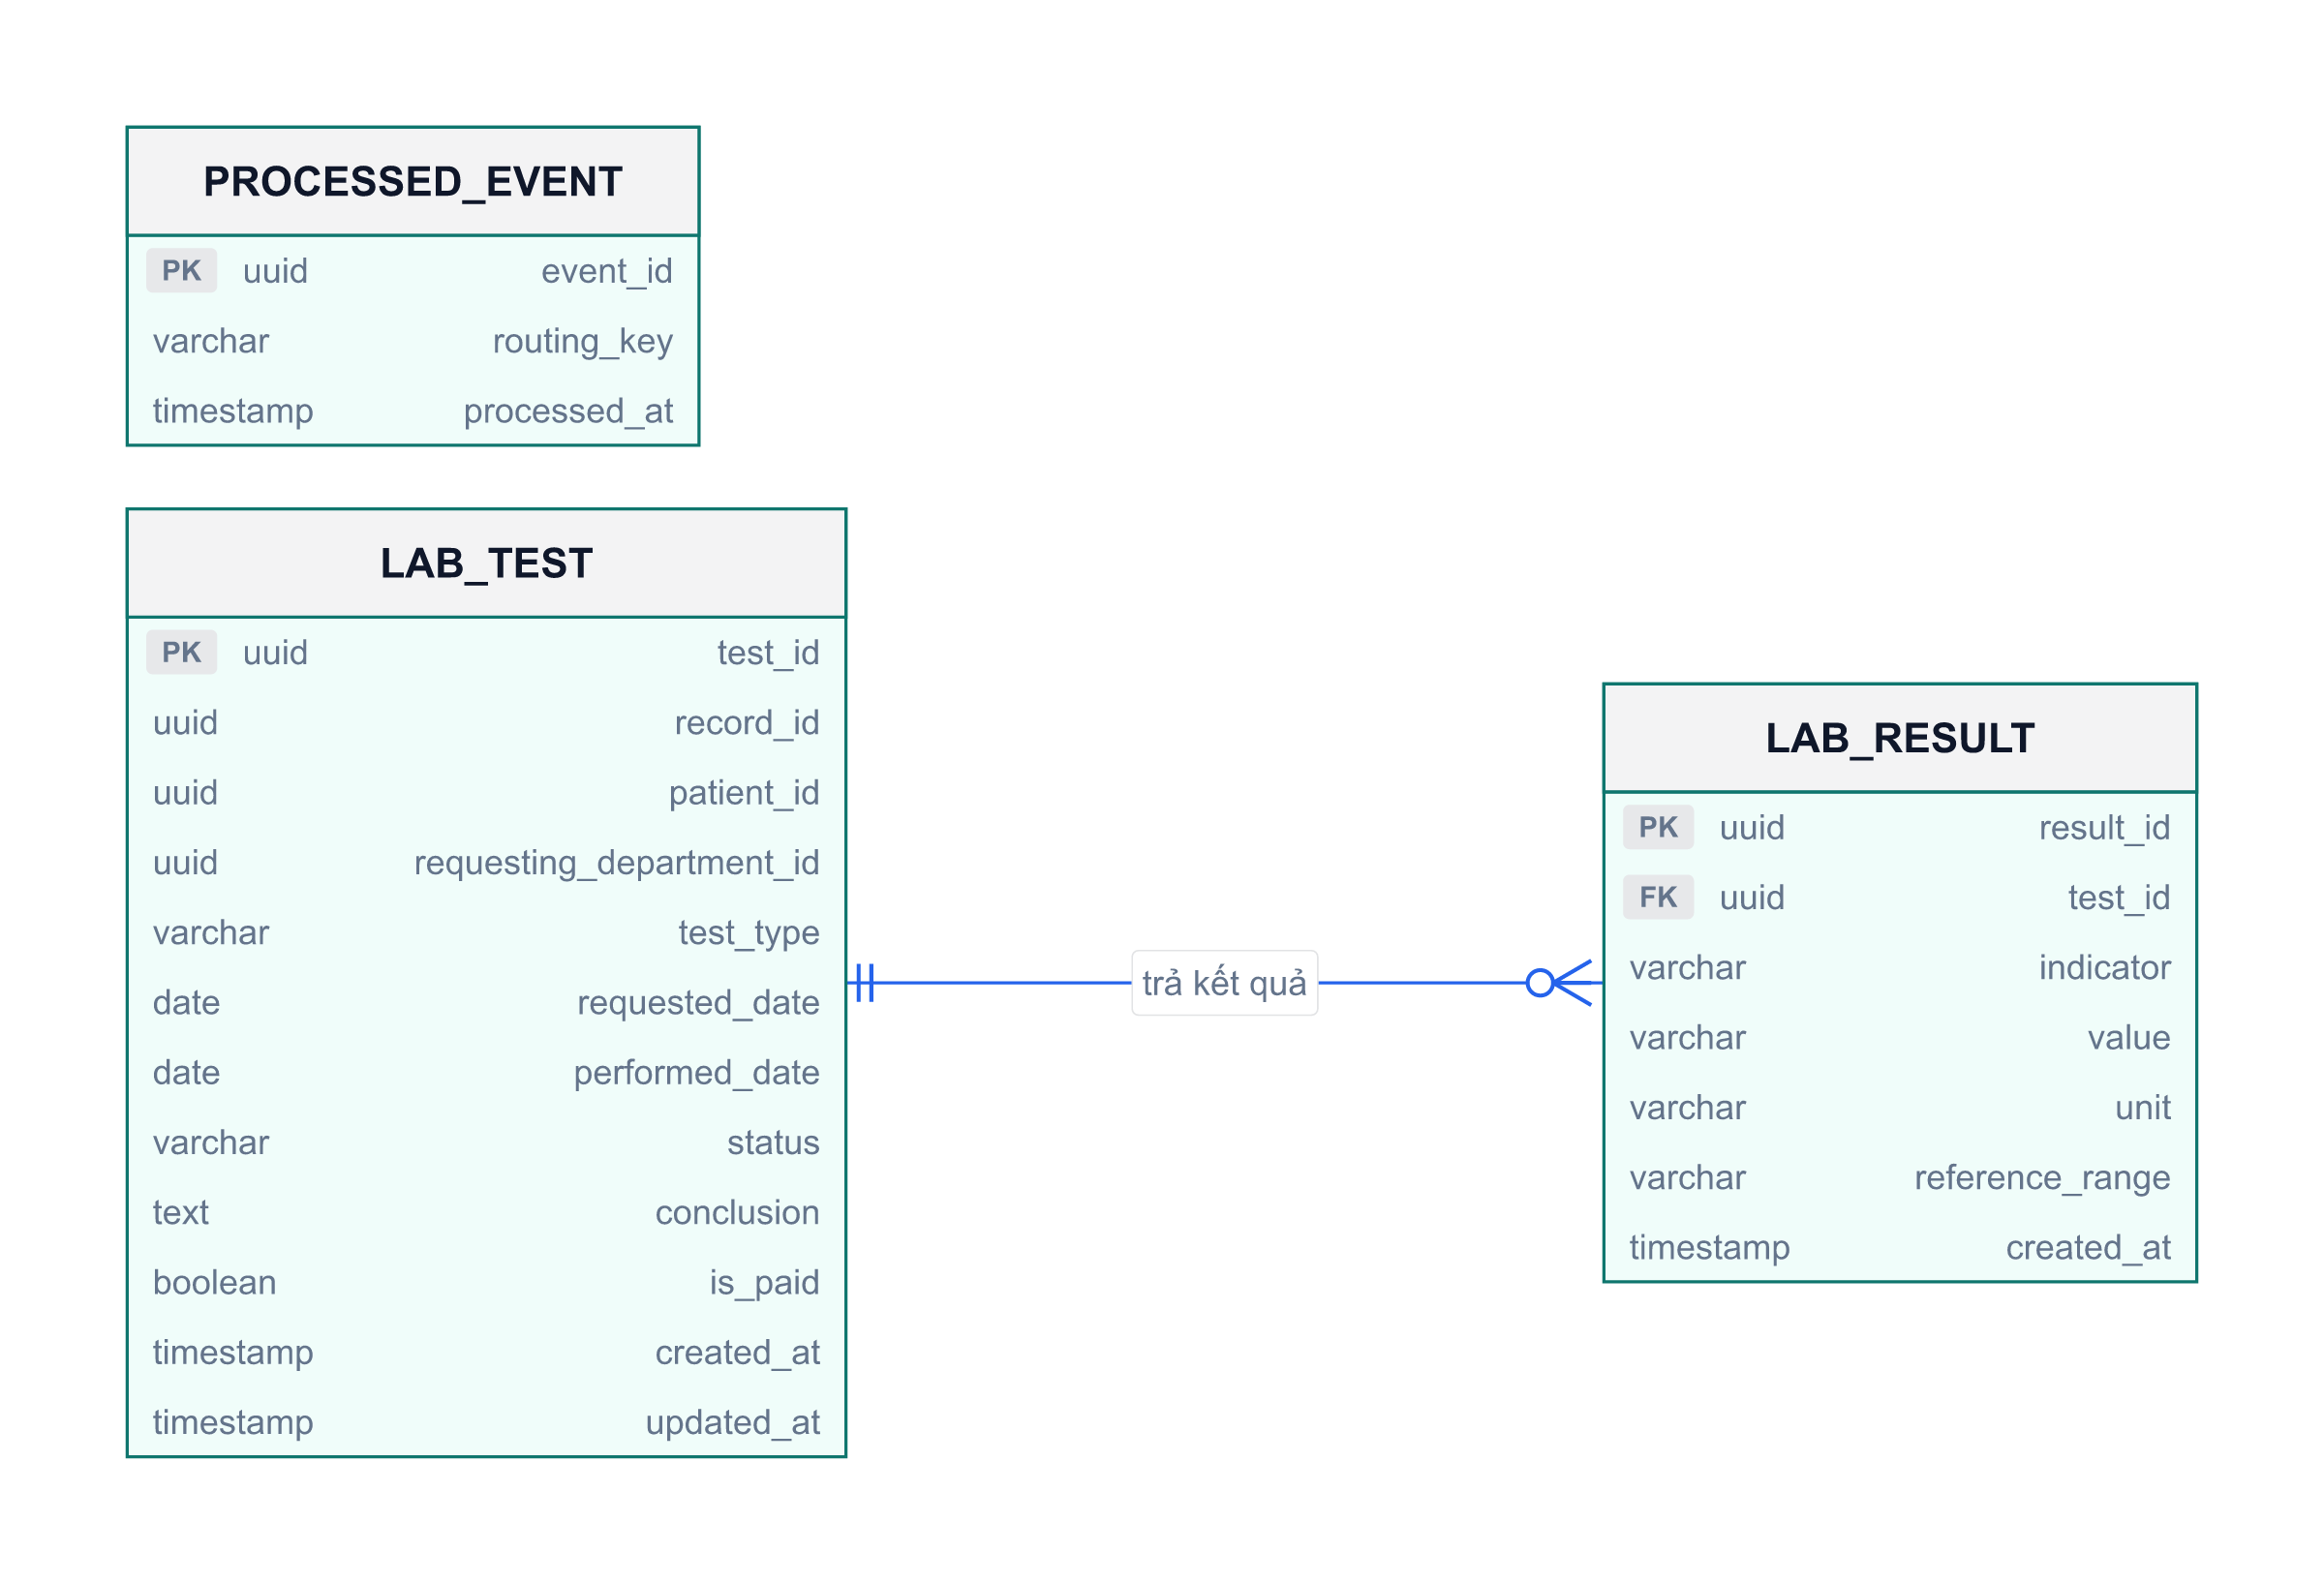 PROCESSED_EVENT
PK uuid event_id
varchar routing_key
timestamp processed_at
LAB_TEST
PK uuid test_id
uuid record_id
uuid patient_id
uuid requesting_department_id
varchar test_type
date requested_date
date performed_date
varchar status
text conclusion
boolean is_paid
timestamp created_at
timestamp updated_at
trả kết quả
LAB_RESULT
PK uuid result_id
FK uuid test_id
varchar indicator
varchar value
varchar unit
varchar reference_range
timestamp created_at